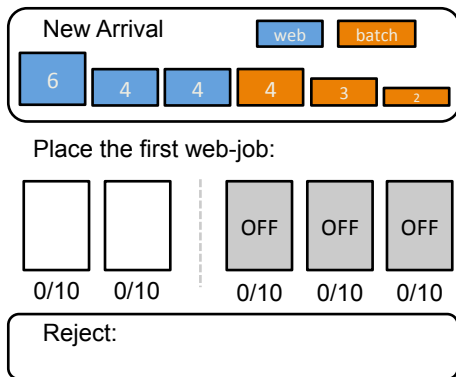 New Arrival
web batch
6 4 4 4 3 2
Place the first web-job:
OFF OFF OFF
0/10 0/10 0/10 0/10 0/10
Reject: